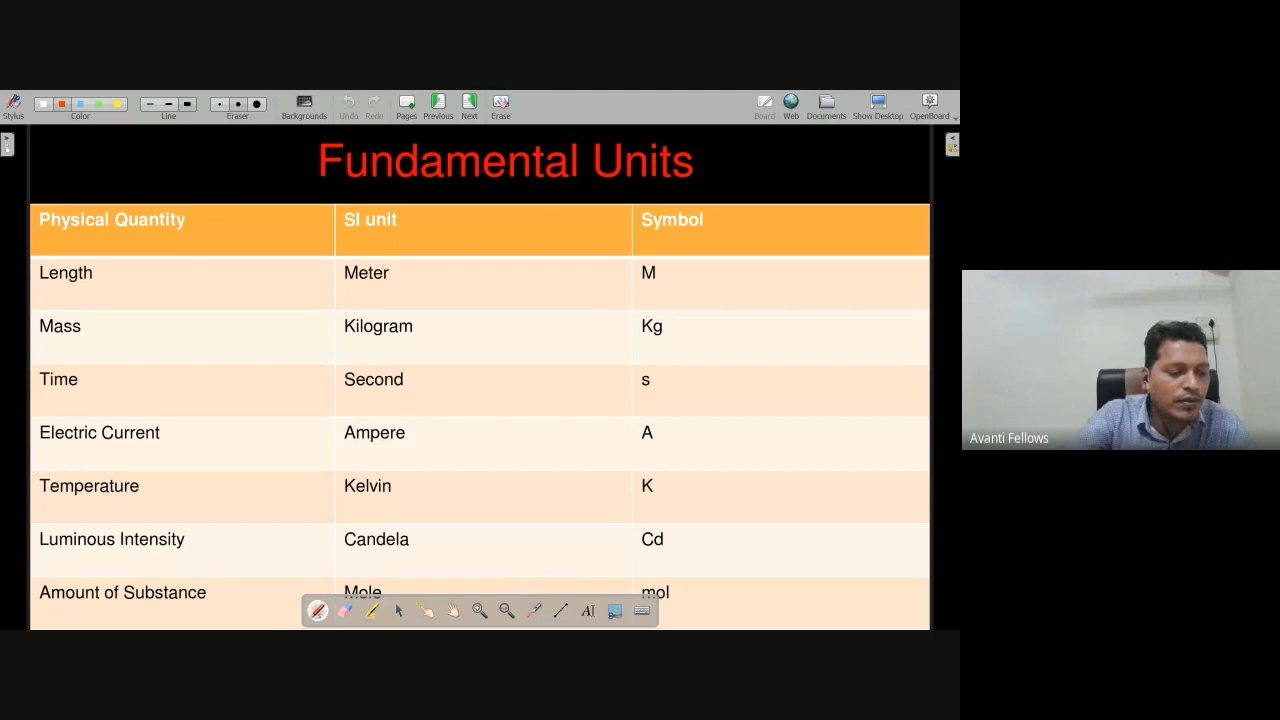 Stylus Color Line Eraser Backgrounds Undo Redo Pages Previous Next Erase Board Web Documents Show Desktop OpenBoard
Fundamental Units
Physical Quantity SI unit Symbol
Length Meter M
Mass Kilogram Kg
Time Second s
Electric Current Ampere A
Temperature Kelvin K
Luminous Intensity Candela Cd
Amount of Substance Mole mol
AI
Avanti Fellows